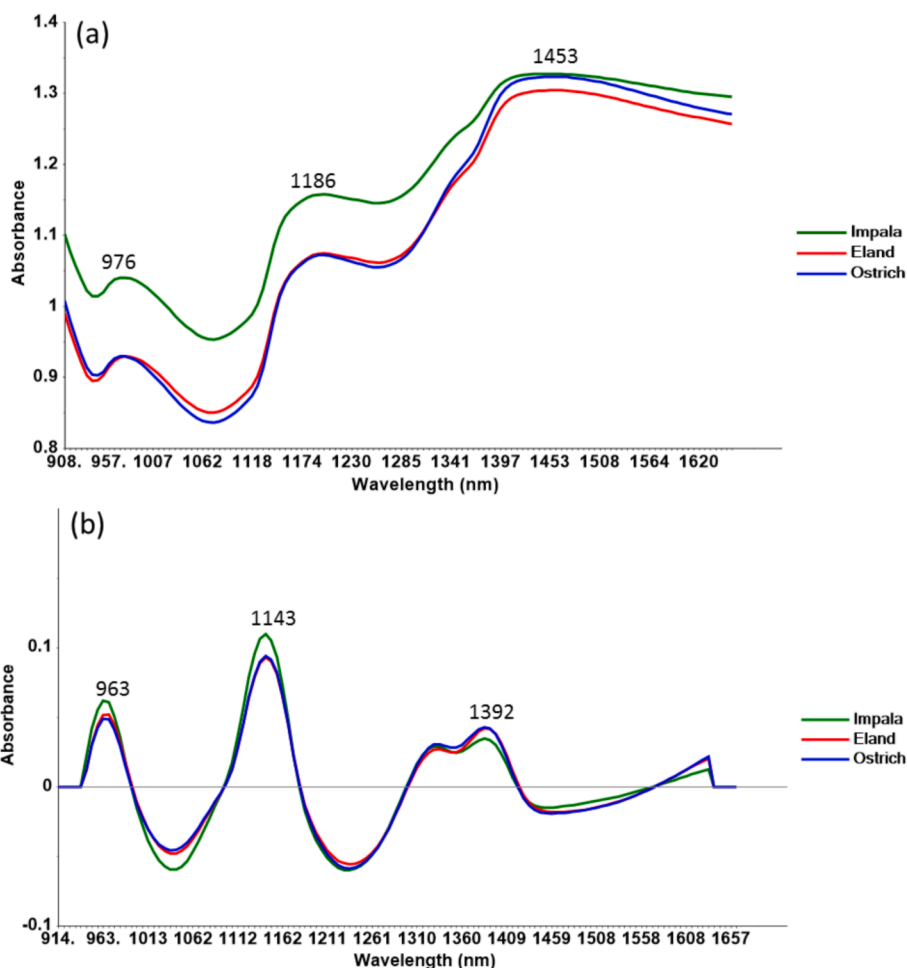 (a)
1.4
1453
1.3
1.2
1186
Absorbance
1.1
976
Impala
Eland
Ostrich
1
0.9
0.8
908. 957. 1007 1062 1118 1174 1230 1285 1341 1397 1453 1508 1564 1620
Wavelength (nm)
(b)
1143
0.1
963
1392
Absorbance
Impala
Eland
Ostrich
0
-0.1
914. 963. 1013 1062 1112 1162 1211 1261 1310 1360 1409 1459 1508 1558 1608 1657
Wavelength (nm)